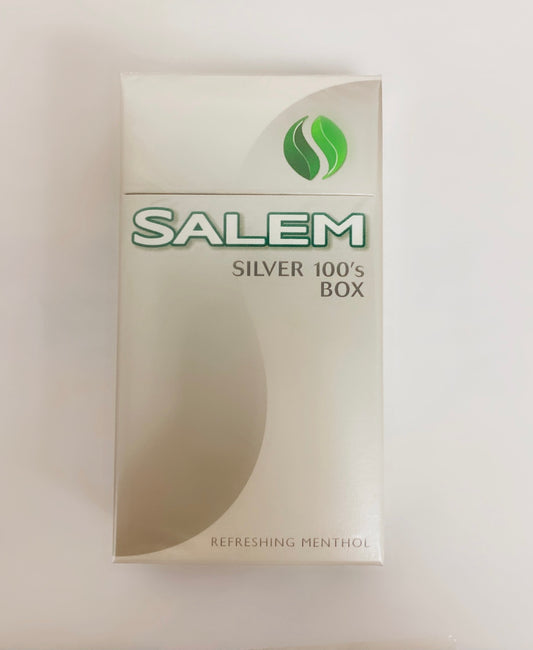 SALEM
SILVER 100's
BOX
REFRESHING MENTHOL